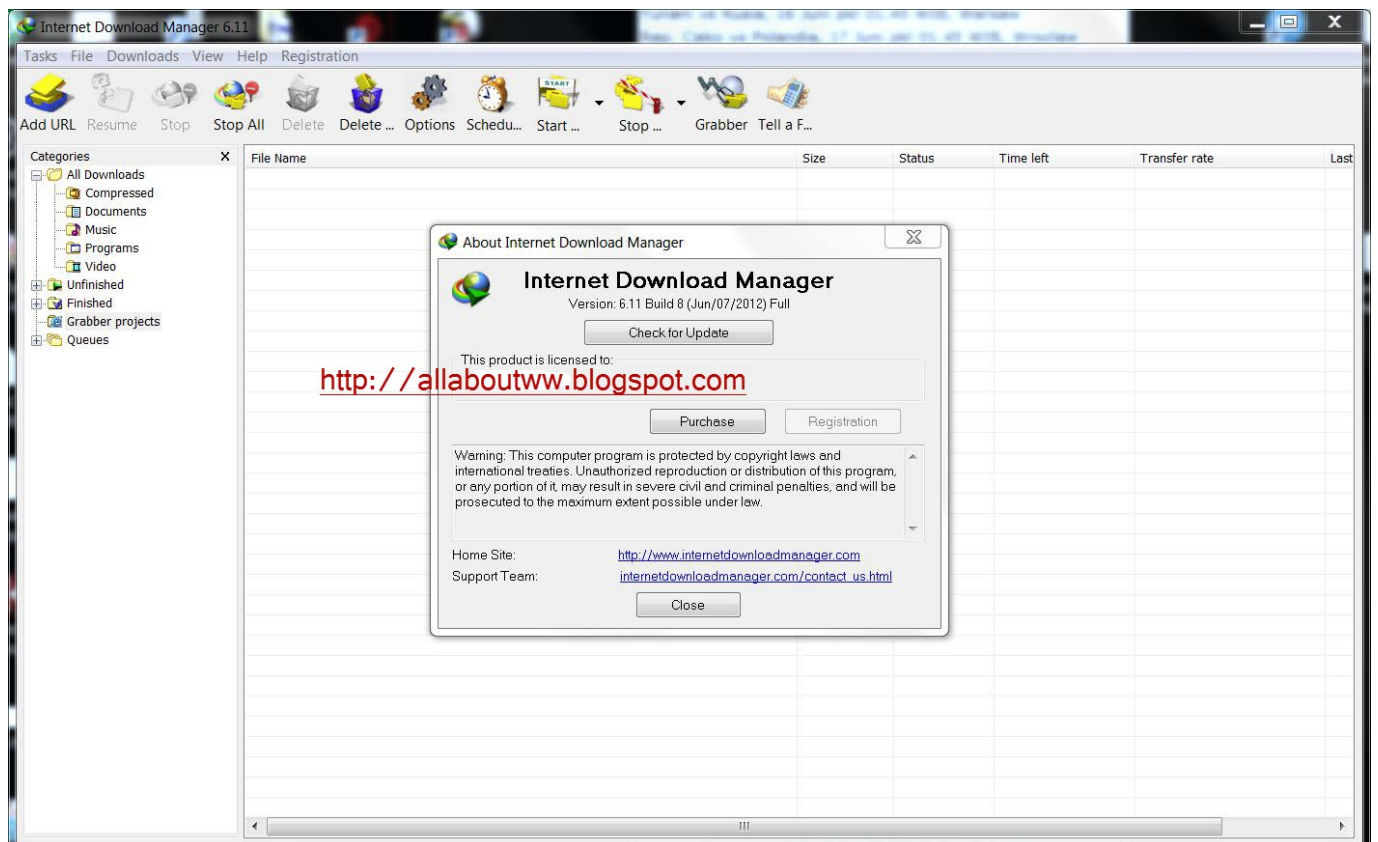 Internet Download Manager 6.11
Tasks File Downloads View Help Registration
START
Add URL Resume Stop Stop All Delete Delete ... Options Schedu... Start ... Stop ... Grabber Tell a F...
Categories X
File Name Size Status Time left Transfer rate Last
All Downloads
Compressed
Documents
Music
Programs
Video
Unfinished
Finished
Grabber projects
Queues
About Internet Download Manager
Internet Download Manager
Version: 6.11 Build 8 (Jun/07/2012) Full
Check for Update
This product is licensed to:
http://allaboutww.blogspot.com
Purchase Registration
Warning: This computer program is protected by copyright laws and
international treaties. Unauthorized reproduction or distribution of this program,
or any portion of it, may result in severe civil and criminal penalties, and will be
prosecuted to the maximum extent possible under law.
Home Site: http://www.internetdownloadmanager.com
Support Team: internetdownloadmanager.com/contact_us.html
Close